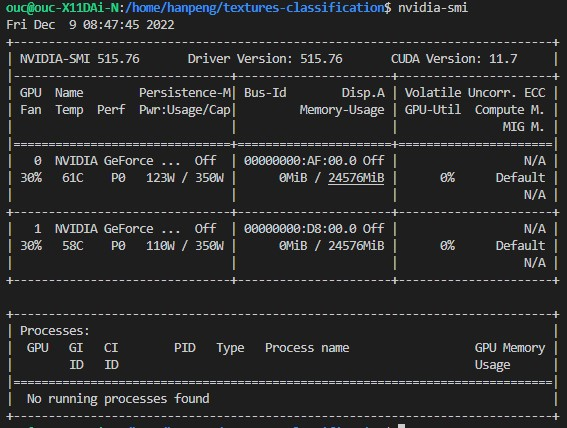 ouc@ouc-X11DAi-N:/home/hanpeng/textures-classification$ nvidia-smi
Fri Dec  9 08:47:45 2022
+-----------------------------------------------------------------------------+
| NVIDIA-SMI 515.76       Driver Version: 515.76       CUDA Version: 11.7     |
|-------------------------------+----------------------+----------------------+
| GPU  Name        Persistence-M| Bus-Id        Disp.A | Volatile Uncorr. ECC |
| Fan  Temp  Perf  Pwr:Usage/Cap|         Memory-Usage | GPU-Util  Compute M. |
|                               |                      |               MIG M. |
|===============================+======================+======================|
|   0  NVIDIA GeForce ...  Off  | 00000000:AF:00.0 Off |                  N/A |
| 30%   61C    P0   123W / 350W |      0MiB / 24576MiB |      0%      Default |
|                               |                      |                  N/A |
+-------------------------------+----------------------+----------------------+
|   1  NVIDIA GeForce ...  Off  | 00000000:D8:00.0 Off |                  N/A |
| 30%   58C    P0   110W / 350W |      0MiB / 24576MiB |      0%      Default |
|                               |                      |                  N/A |
+-------------------------------+----------------------+----------------------+

+-----------------------------------------------------------------------------+
| Processes:                                                                  |
|  GPU   GI   CI        PID   Type   Process name                  GPU Memory |
|        ID   ID                                                   Usage      |
|=============================================================================|
|  No running processes found                                                 |
+-----------------------------------------------------------------------------+